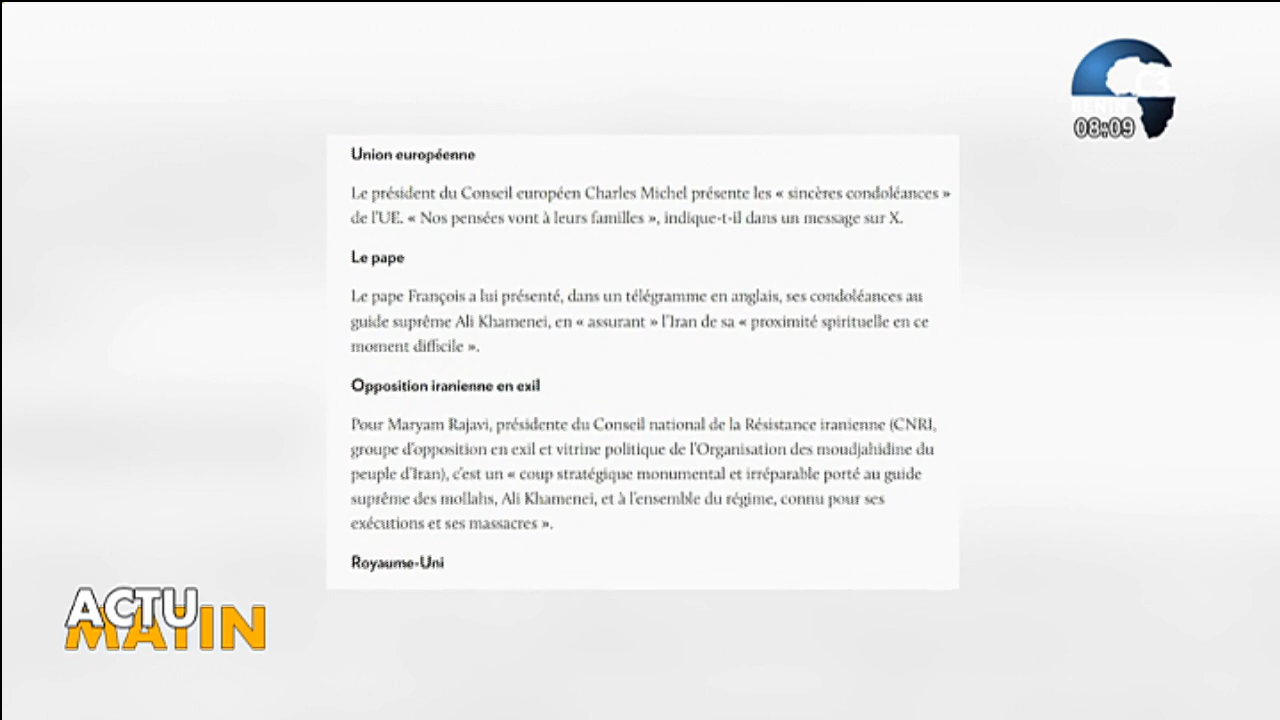 C3
BENIN
08:09
Union européenne
Le président du Conseil européen Charles Michel présente les « sincères condoléances »
de l'UE. « Nos pensées vont à leurs familles », indique-t-il dans un message sur X.
Le pape
Le pape François a lui présenté, dans un télégramme en anglais, ses condoléances au
guide suprême Ali Khamenei, en « assurant » l'Iran de sa « proximité spirituelle en ce
moment difficile ».
Opposition iranienne en exil
Pour Maryam Rajavi, présidente du Conseil national de la Résistance iranienne (CNRI,
groupe d'opposition en exil et vitrine politique de l'Organisation des moudjahidine du
peuple d'Iran), c'est un « coup stratégique monumental et irréparable porté au guide
suprême des mollahs, Ali Khamenei, et à l'ensemble du régime, connu pour ses
exécutions et ses massacres ».
Royaume-Uni
ACTU
MATIN